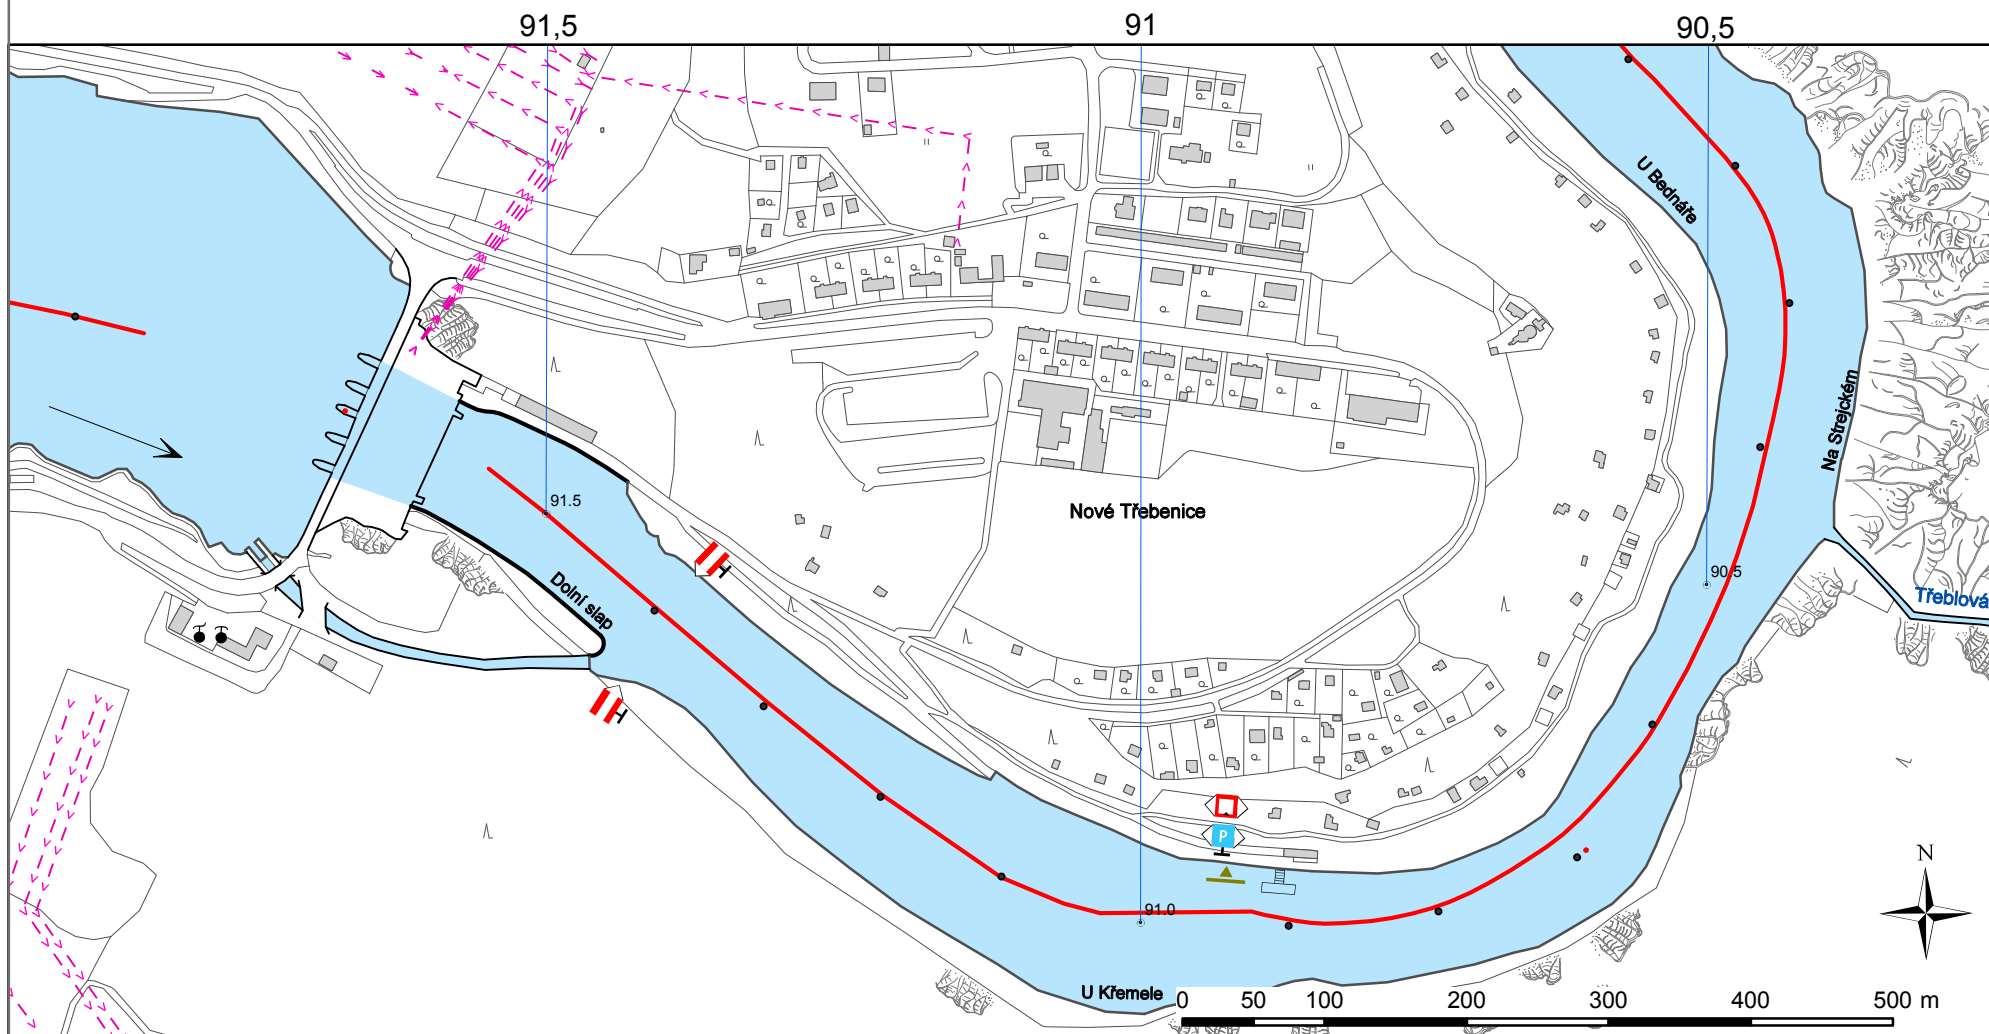 91,5
91
90,5
U Bednáře
Na Strejckém
91.5
Nové Třebenice
90.5
Třeblová
Dolní slap
P
91.0
N
U Křemele
0 50 100 200 300 400 500 m